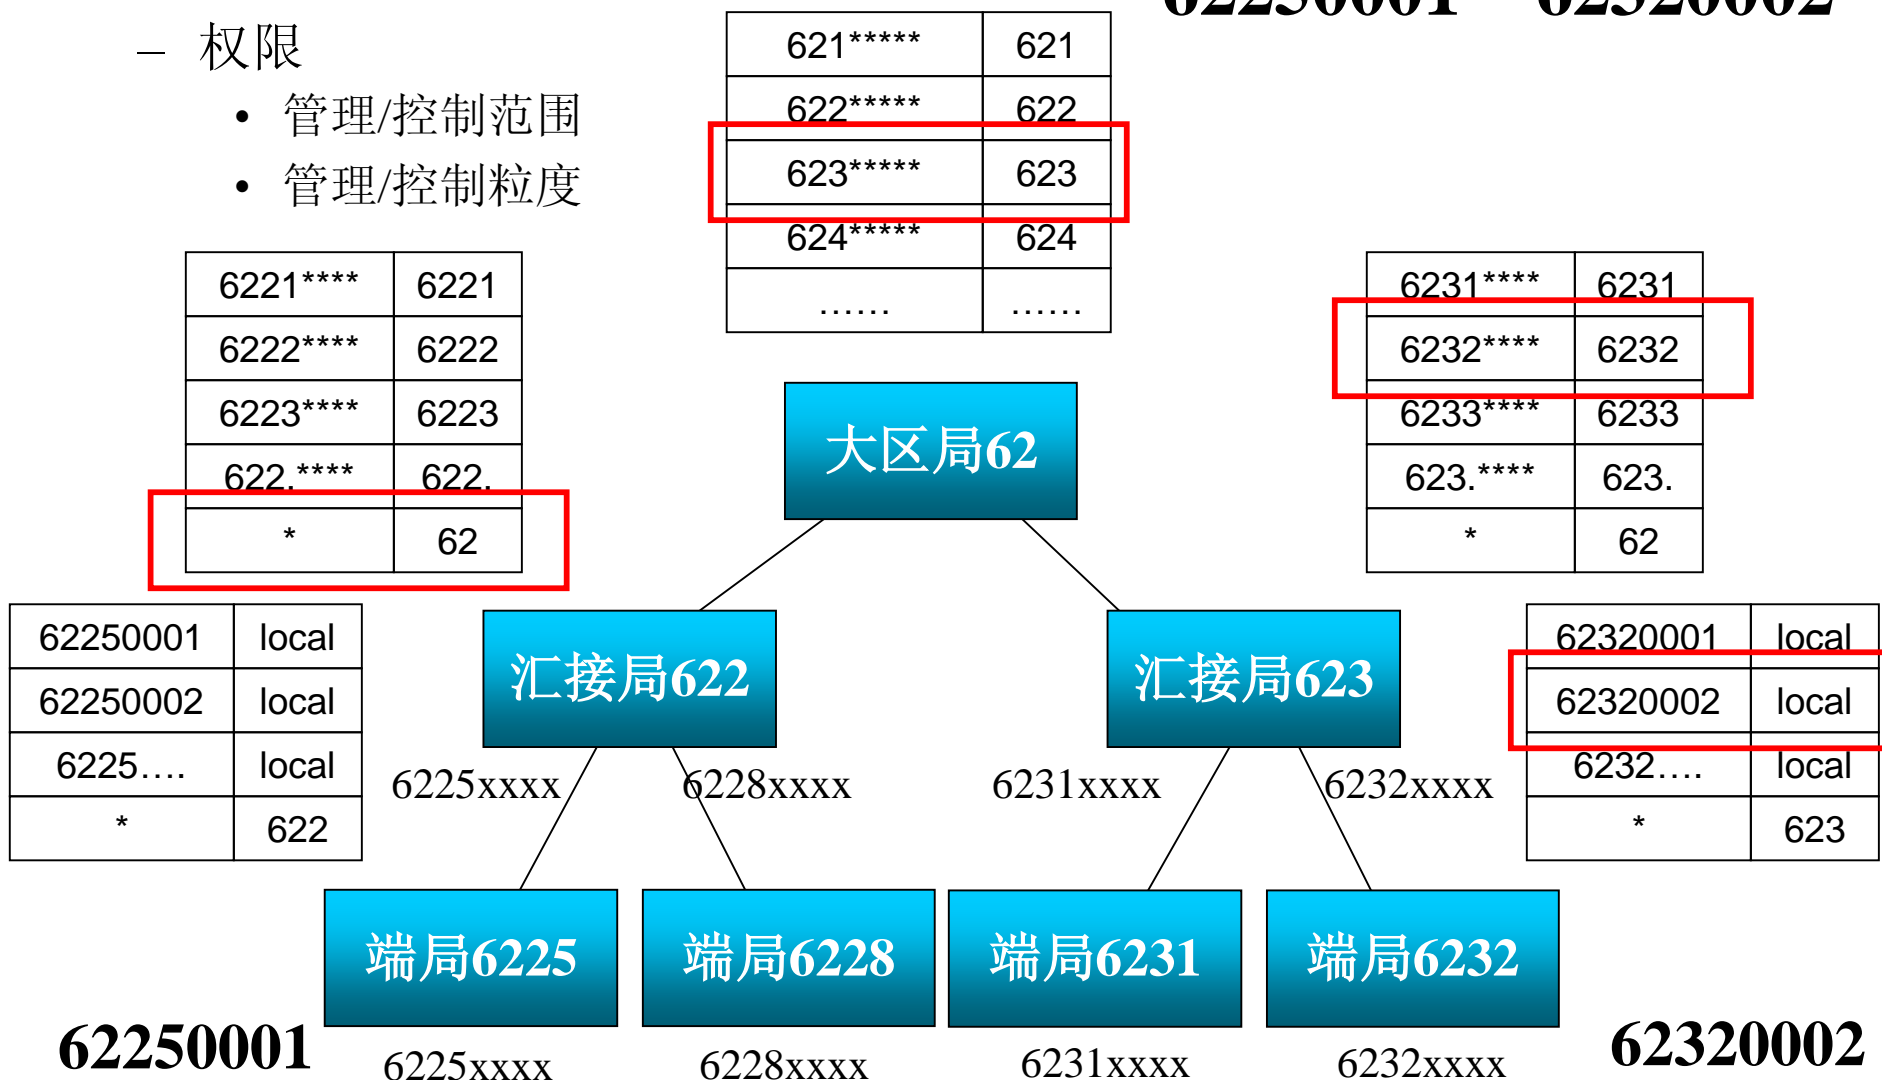 62250001 62320002
– 权限
• 管理/控制范围
• 管理/控制粒度
621***** 621
622***** 622
623***** 623
624***** 624
…… ……
6221**** 6221
6222**** 6222
6223**** 6223
622.**** 622.
* 62
6231**** 6231
6232**** 6232
6233**** 6233
623.**** 623.
* 62
大区局62
62250001 local
62250002 local
6225…. local
* 622
汇接局622
汇接局623
62320001 local
62320002 local
6232…. local
* 623
6225xxxx
6228xxxx
6231xxxx
6232xxxx
端局6225
端局6228
端局6231
端局6232
62250001
6225xxxx
6228xxxx
6231xxxx
6232xxxx
62320002